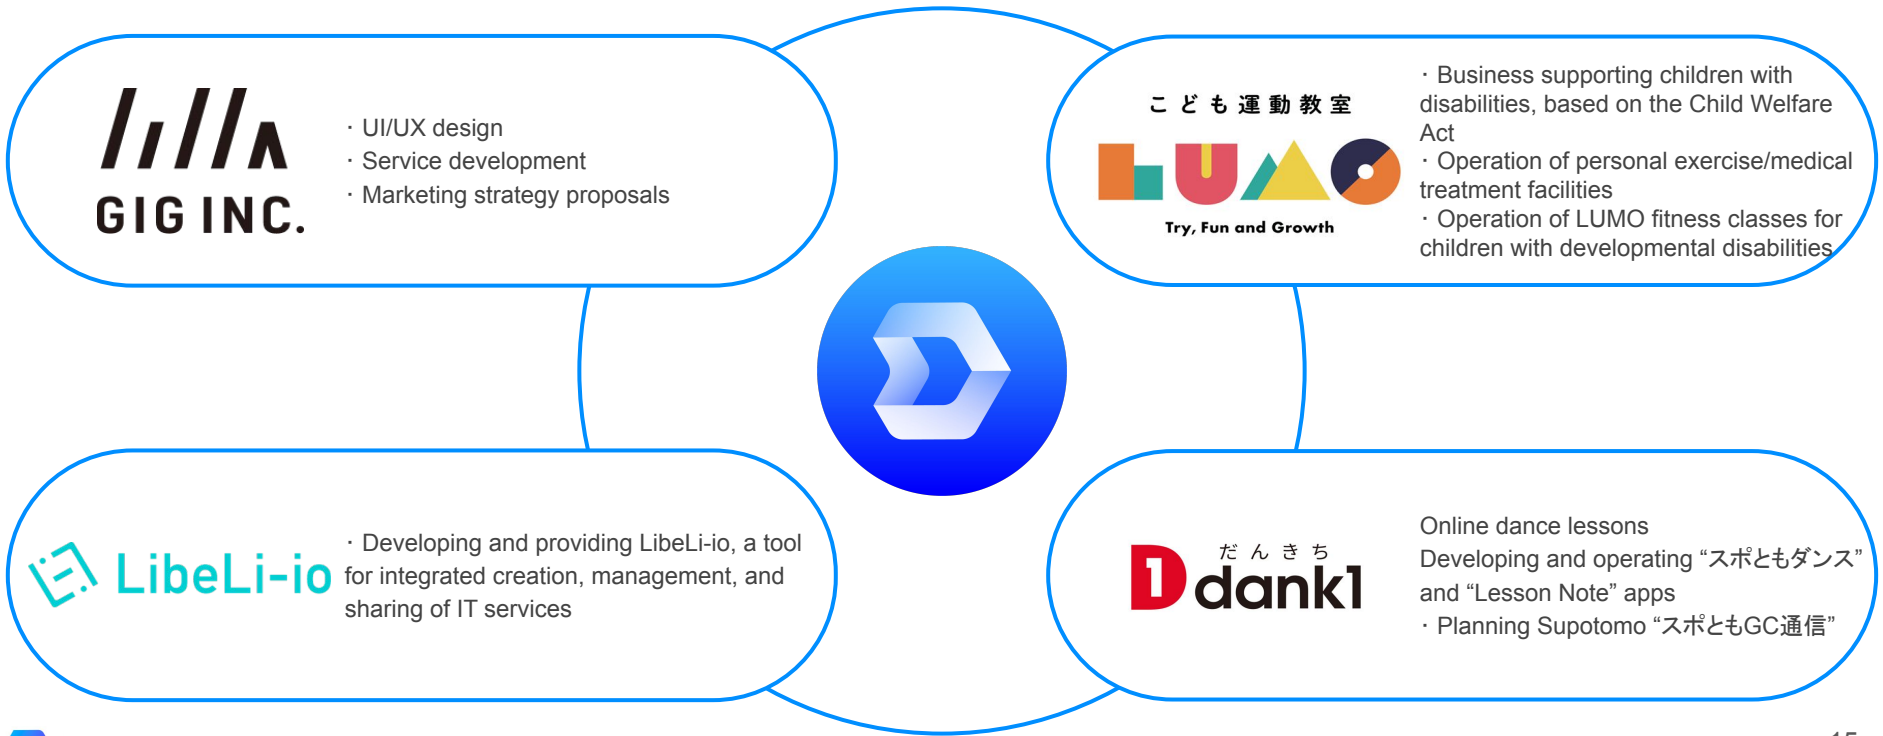 GIG INC.
· UI/UX design
· Service development
· Marketing strategy proposals
こども運動教室
LUMO
Try, Fun and Growth
· Business supporting children with
disabilities, based on the Child Welfare
Act
· Operation of personal exercise/medical
treatment facilities
· Operation of LUMO fitness classes for
children with developmental disabilities
LibeLi-io
· Developing and providing LibeLi-io, a tool
for integrated creation, management, and
sharing of IT services
だんきち
dank1
Online dance lessons
Developing and operating “スポともダンス”
and “Lesson Note” apps
· Planning Supotomo “スポともGC通信”